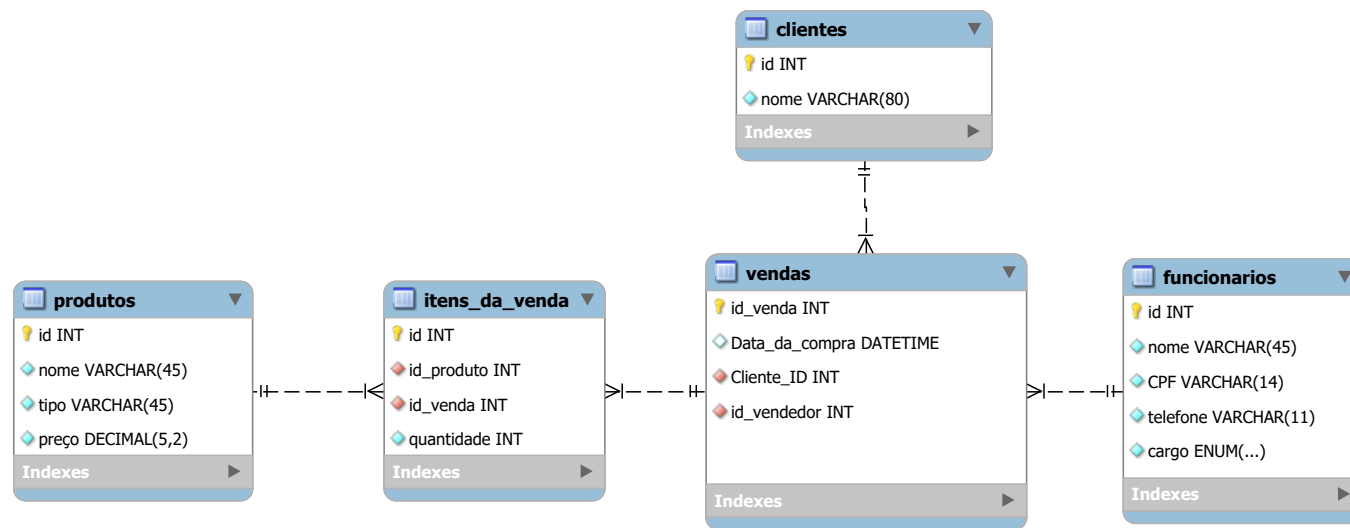 clientes
id INT
nome VARCHAR(80)
Indexes
produtos
id INT
nome VARCHAR(45)
tipo VARCHAR(45)
preço DECIMAL(5,2)
Indexes
itens_da_venda
id INT
id_produto INT
id_venda INT
quantidade INT
Indexes
vendas
id_venda INT
Data_da_compra DATETIME
Cliente_ID INT
id_vendedor INT
Indexes
funcionarios
id INT
nome VARCHAR(45)
CPF VARCHAR(14)
telefone VARCHAR(11)
cargo ENUM(...)
Indexes